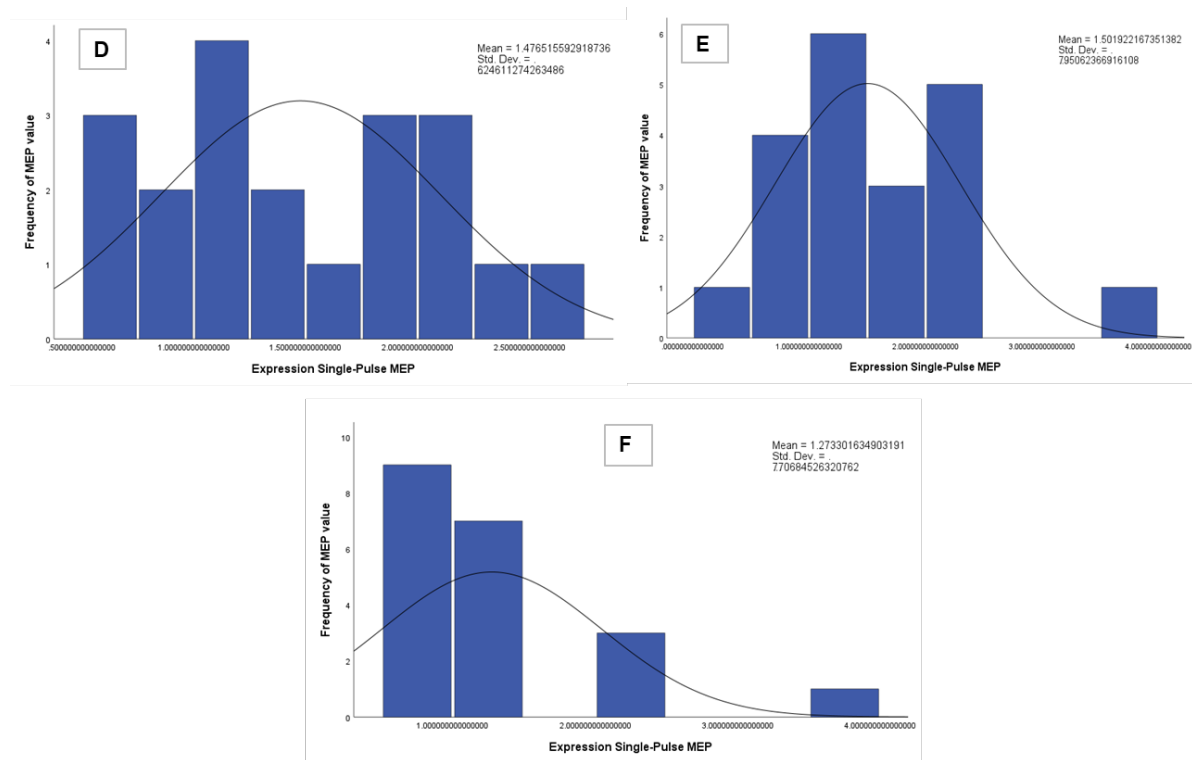 D
Mean = 1.476515592918736
Std. Dev. = .
624611274263486
Frequency of MEP value
4
3
2
1
0
.500000000000000 1.000000000000000 1.500000000000000 2.000000000000000 2.500000000000000
Expression Single-Pulse MEP
E
Mean = 1.501922167351382
Std. Dev. = .
795062366916108
Frequency of MEP value
6
5
4
3
2
1
0
.000000000000000 1.000000000000000 2.000000000000000 3.000000000000000 4.000000000000000
Expression Single-Pulse MEP
F
Mean = 1.273301634903191
Std. Dev. = .
770684526320762
Frequency of MEP value
10
8
6
4
2
0
1.000000000000000 2.000000000000000 3.000000000000000 4.000000000000000
Expression Single-Pulse MEP